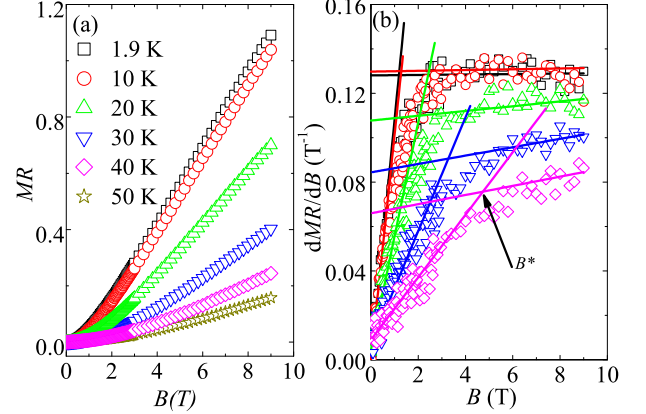 (a)
1.9 K
10 K
20 K
30 K
40 K
50 K
MR
1.2
0.8
0.4
0.0
0 2 4 6 8 10
B(T)
(b)
dMR/dB (T⁻¹)
0.16
0.12
0.08
0.04
0.00
B*
0 2 4 6 8 10
B (T)